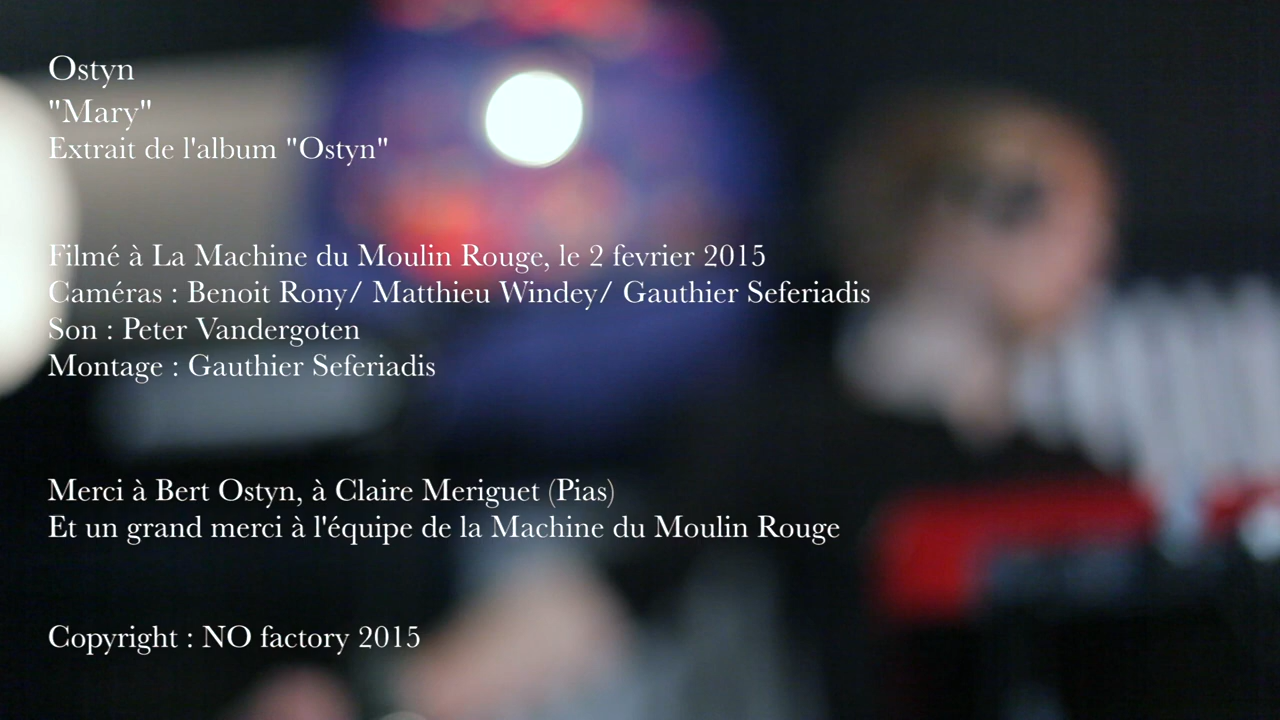 Ostyn
"Mary"
Extrait de l'album "Ostyn"
Filmé à La Machine du Moulin Rouge, le 2 fevrier 2015
Caméras : Benoit Rony/ Matthieu Windey/ Gauthier Seferiadis
Son : Peter Vandergoten
Montage : Gauthier Seferiadis
Merci à Bert Ostyn, à Claire Meriguet (Pias)
Et un grand merci à l'équipe de la Machine du Moulin Rouge
Copyright : NO factory 2015